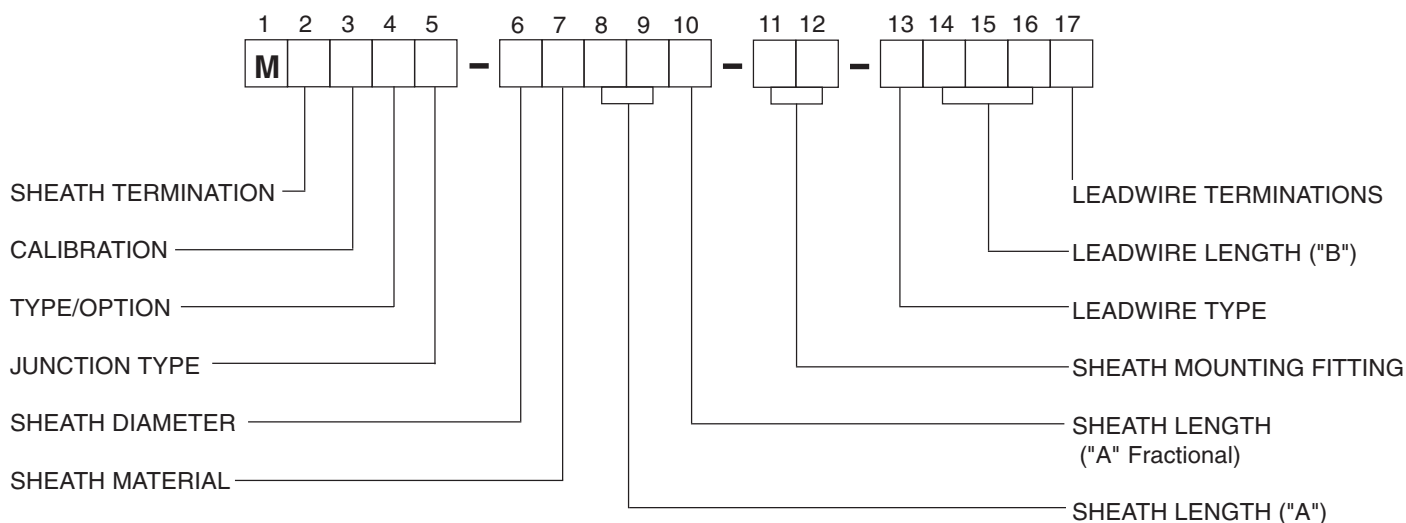 1 2 3 4 5 6 7 8 9 10 11 12 13 14 15 16 17
M - - -
SHEATH TERMINATION
CALIBRATION
TYPE/OPTION
JUNCTION TYPE
SHEATH DIAMETER
SHEATH MATERIAL
LEADWIRE TERMINATIONS
LEADWIRE LENGTH ("B")
LEADWIRE TYPE
SHEATH MOUNTING FITTING
SHEATH LENGTH
("A" Fractional)
SHEATH LENGTH ("A")